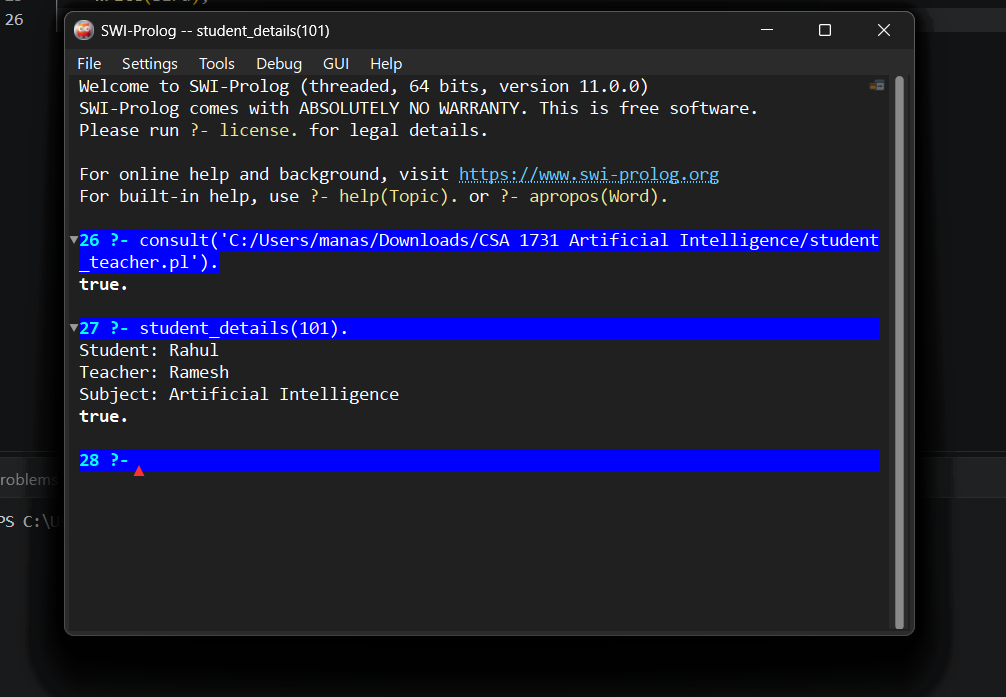 26
SWI-Prolog -- student_details(101)
File Settings Tools Debug GUI Help
Welcome to SWI-Prolog (threaded, 64 bits, version 11.0.0)
SWI-Prolog comes with ABSOLUTELY NO WARRANTY. This is free software.
Please run ?- license. for legal details.
For online help and background, visit https://www.swi-prolog.org
For built-in help, use ?- help(Topic). or ?- apropos(Word).
26 ?- consult('C:/Users/manas/Downloads/CSA 1731 Artificial Intelligence/student
_teacher.pl').
true.
27 ?- student_details(101).
Student: Rahul
Teacher: Ramesh
Subject: Artificial Intelligence
true.
28 ?-
roblems
PS C:\U